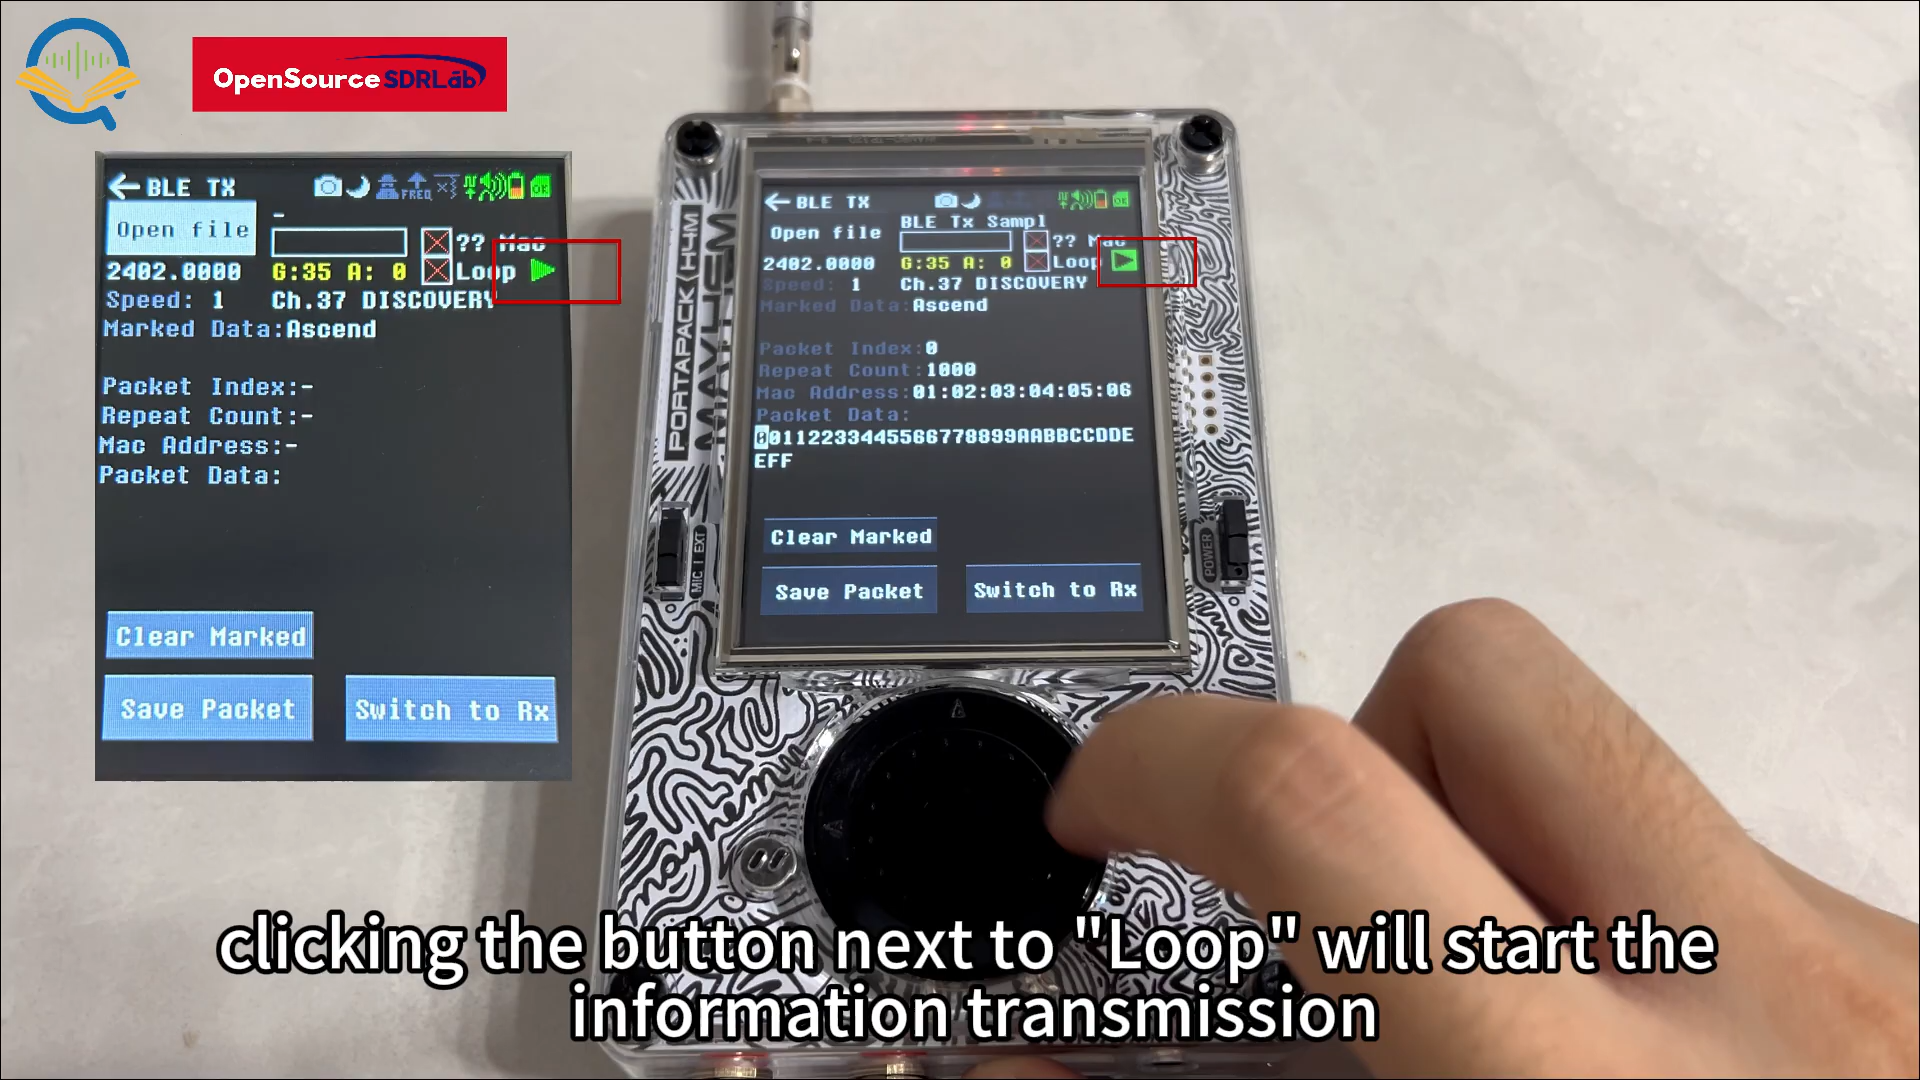 OpenSource SDRLab
BLE TX
FREQ
OK
Open file
-
?? Mac
2402.0000 G:35 A: 0 Loop
Speed: 1 Ch.37 DISCOVERY
Marked Data:Ascend
Packet Index:-
Repeat Count:-
Mac Address:-
Packet Data:
Clear Marked
Save Packet Switch to Rx
BLE TX
OK
Open file BLE Tx Sampl
?? Mac
2402.0000 G:35 A: 0 Loop
Speed: 1 Ch.37 DISCOVERY
Marked Data:Ascend
Packet Index:0
Repeat Count:1000
Mac Address:01:02:03:04:05:06
Packet Data:
00112233445566778899AABBCCDDE
EFF
Clear Marked
Save Packet Switch to Rx
PORTAPACK H4M
MAYHEM
MIC | EXT
POWER
clicking the button next to "Loop" will start the
information transmission